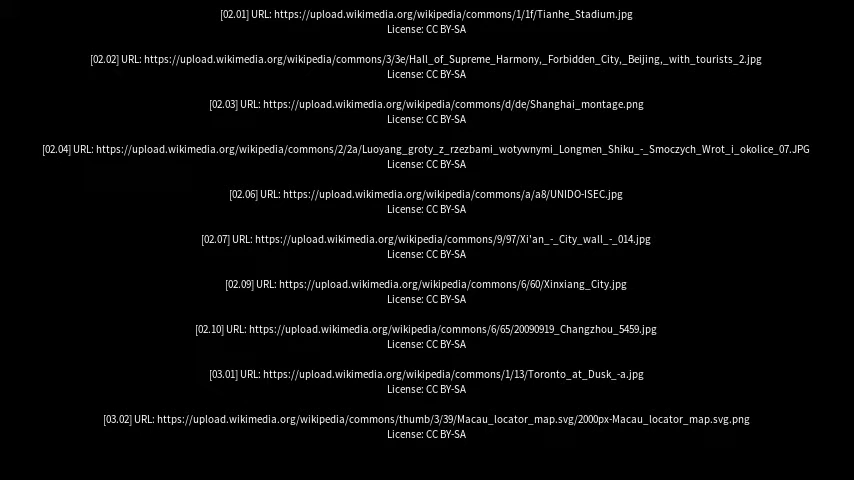 [02.01] URL: https://upload.wikimedia.org/wikipedia/commons/1/1f/Tianhe_Stadium.jpg
License: CC BY-SA
[02.02] URL: https://upload.wikimedia.org/wikipedia/commons/3/3e/Hall_of_Supreme_Harmony,_Forbidden_City,_Beijing,_with_tourists_2.jpg
License: CC BY-SA
[02.03] URL: https://upload.wikimedia.org/wikipedia/commons/d/de/Shanghai_montage.png
License: CC BY-SA
[02.04] URL: https://upload.wikimedia.org/wikipedia/commons/2/2a/Luoyang_groty_z_rzezbami_wotywnymi_Longmen_Shiku_-_Smoczych_Wrot_i_okolice_07.JPG
License: CC BY-SA
[02.06] URL: https://upload.wikimedia.org/wikipedia/commons/a/a8/UNIDO-ISEC.jpg
License: CC BY-SA
[02.07] URL: https://upload.wikimedia.org/wikipedia/commons/9/97/Xi'an_-_City_wall_-_014.jpg
License: CC BY-SA
[02.09] URL: https://upload.wikimedia.org/wikipedia/commons/6/60/Xinxiang_City.jpg
License: CC BY-SA
[02.10] URL: https://upload.wikimedia.org/wikipedia/commons/6/65/20090919_Changzhou_5459.jpg
License: CC BY-SA
[03.01] URL: https://upload.wikimedia.org/wikipedia/commons/1/13/Toronto_at_Dusk_-a.jpg
License: CC BY-SA
[03.02] URL: https://upload.wikimedia.org/wikipedia/commons/thumb/3/39/Macau_locator_map.svg/2000px-Macau_locator_map.svg.png
License: CC BY-SA